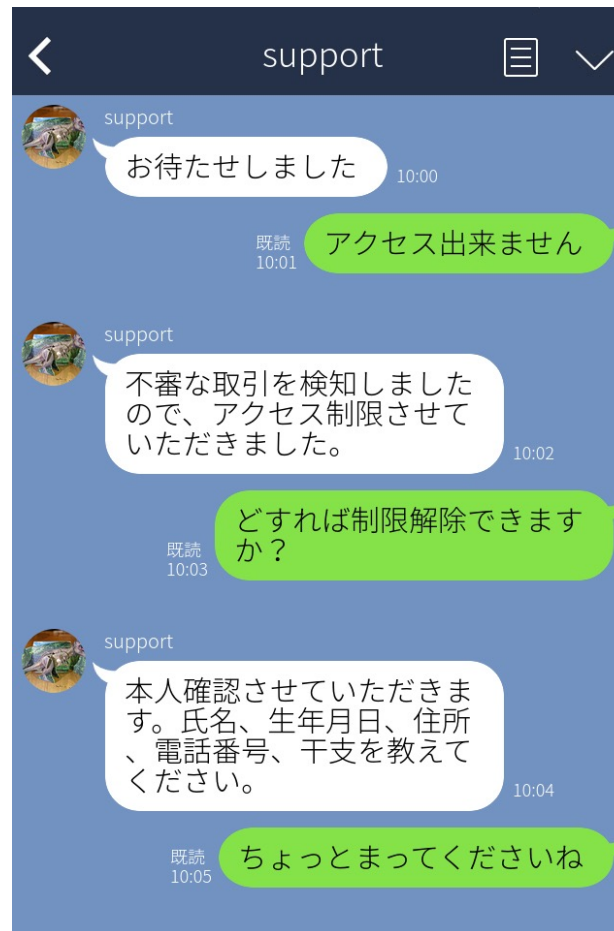 support
support
お待たせしました
10:00
アクセス出来ません
既読
10:01
support
不審な取引を検知しました
ので、アクセス制限させて
いただきました。
10:02
どすれば制限解除できます
か？
既読
10:03
support
本人確認させていただきま
す。氏名、生年月日、住所
、電話番号、干支を教えて
ください。
10:04
ちょっとまってくださいね
既読
10:05